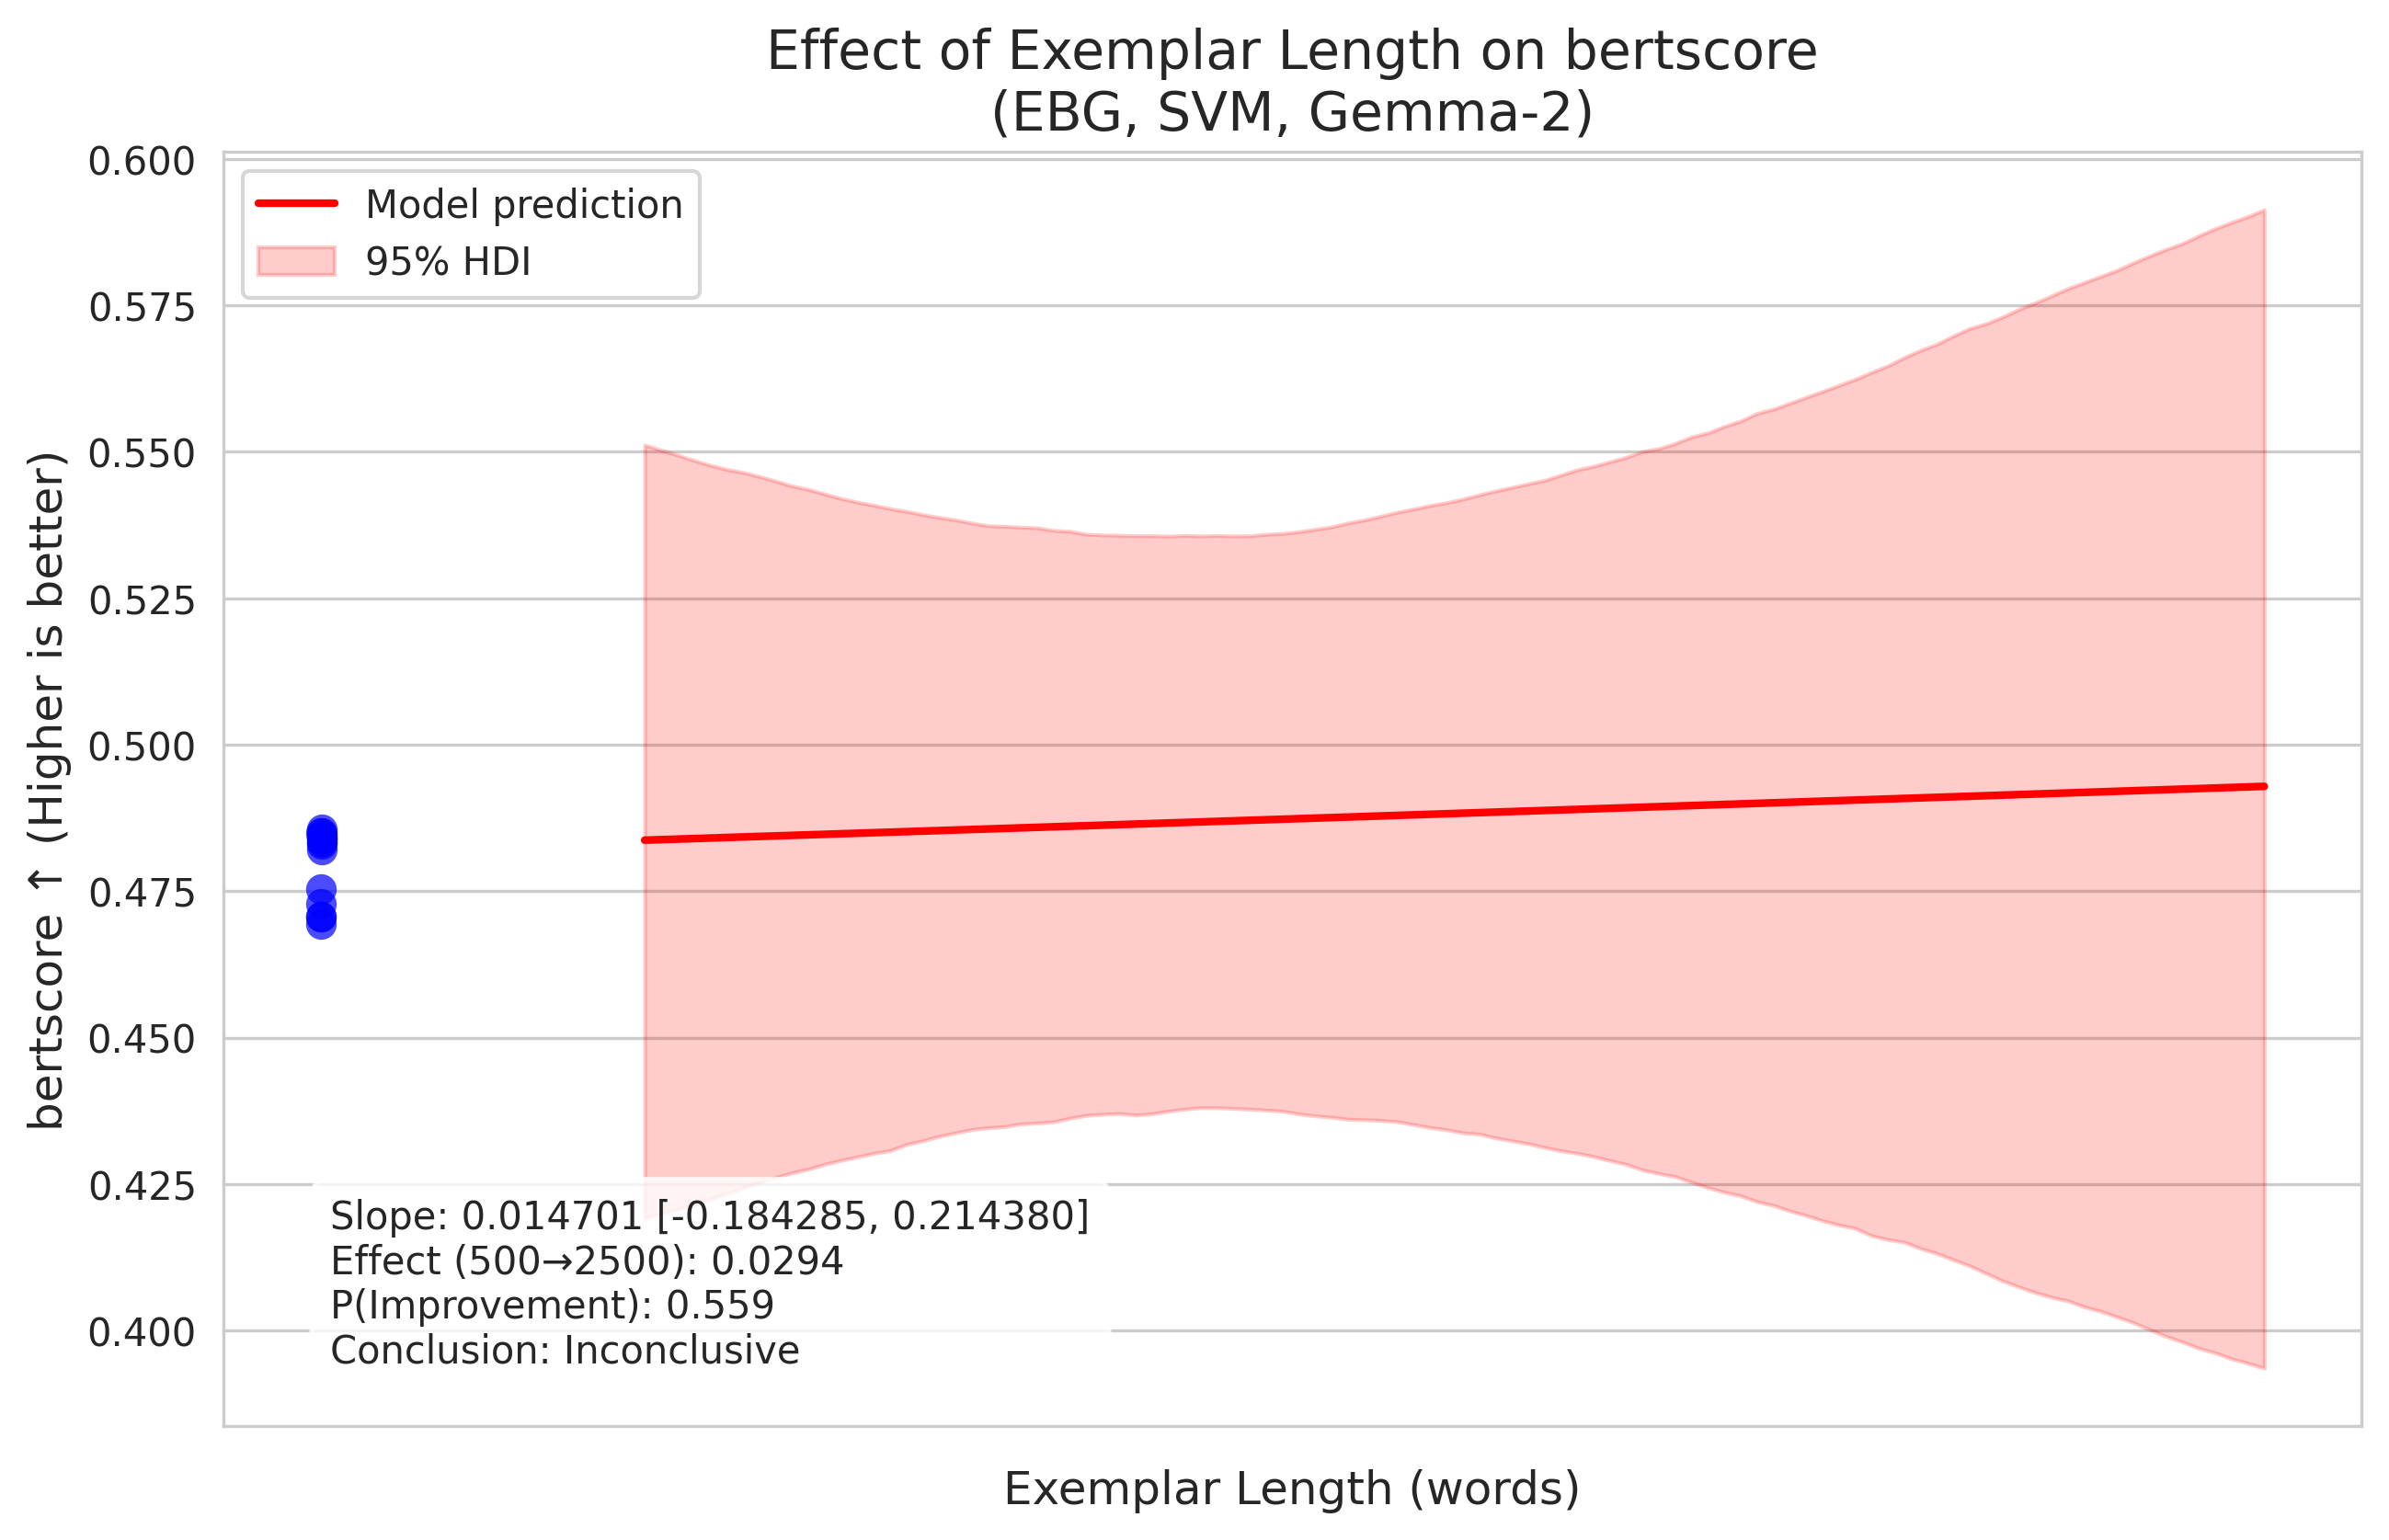 Effect of Exemplar Length on bertscore
(EBG, SVM, Gemma-2)
bertscore ↑ (Higher is better)
0.600
0.575
0.550
0.525
0.500
0.475
0.450
0.425
0.400
Model prediction
95% HDI
Slope: 0.014701 [-0.184285, 0.214380]
Effect (500→2500): 0.0294
P(Improvement): 0.559
Conclusion: Inconclusive
Exemplar Length (words)